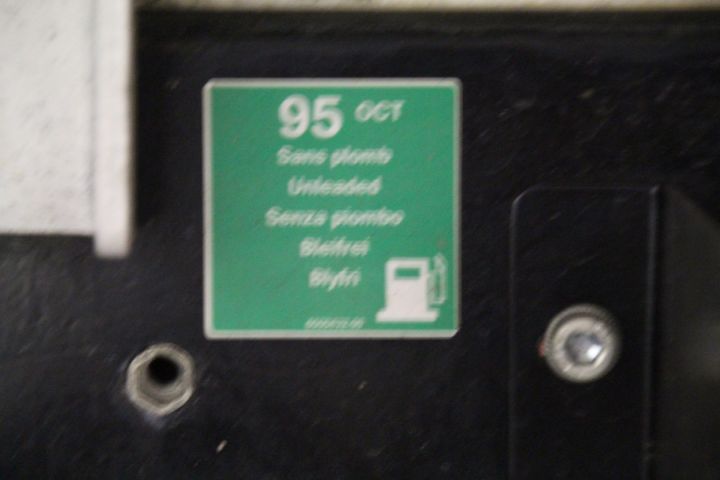 95 OCT
Sans plomb
Unleaded
Senza piombo
Bleifrei
Blyfri